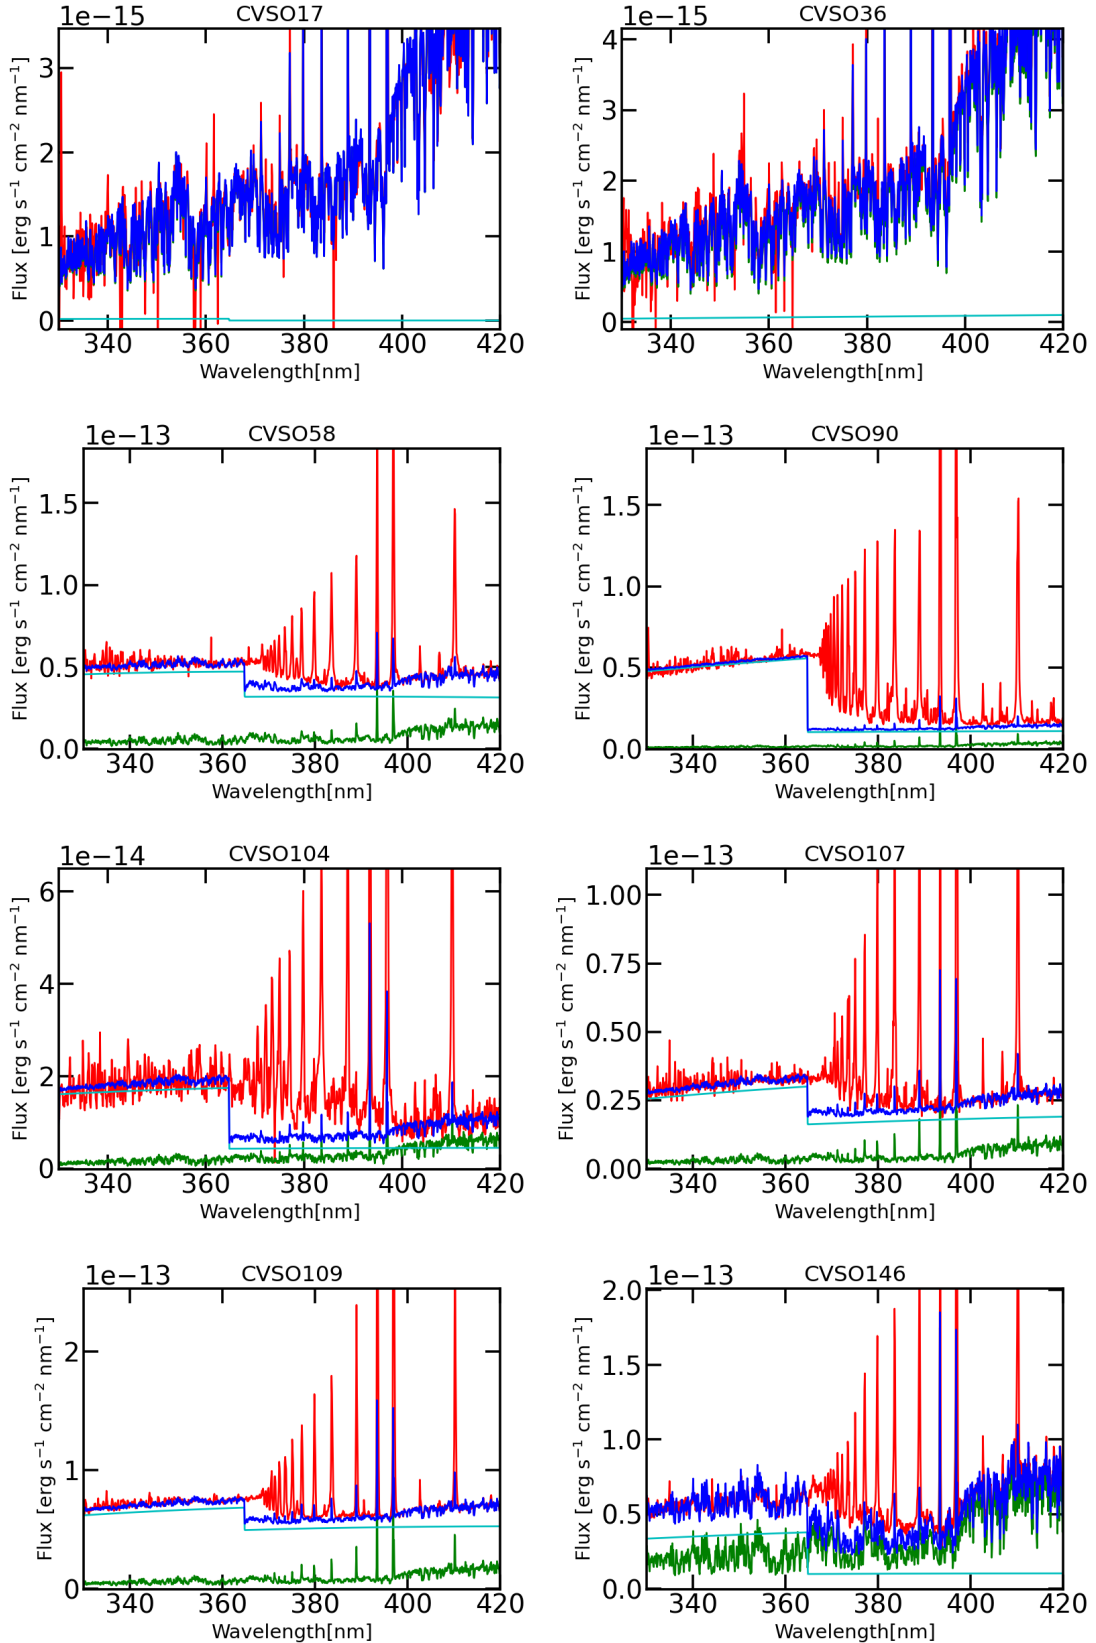 1e−15 CVSO17
Flux [erg s⁻¹ cm⁻² nm⁻¹]
3
2
1
0
340 360 380 400 420
Wavelength[nm]
1e−15 CVSO36
Flux [erg s⁻¹ cm⁻² nm⁻¹]
4
3
2
1
0
340 360 380 400 420
Wavelength[nm]
1e−13 CVSO58
Flux [erg s⁻¹ cm⁻² nm⁻¹]
1.5
1.0
0.5
0.0
340 360 380 400 420
Wavelength[nm]
1e−13 CVSO90
Flux [erg s⁻¹ cm⁻² nm⁻¹]
1.5
1.0
0.5
0.0
340 360 380 400 420
Wavelength[nm]
1e−14 CVSO104
Flux [erg s⁻¹ cm⁻² nm⁻¹]
6
4
2
0
340 360 380 400 420
Wavelength[nm]
1e−13 CVSO107
Flux [erg s⁻¹ cm⁻² nm⁻¹]
1.00
0.75
0.50
0.25
0.00
340 360 380 400 420
Wavelength[nm]
1e−13 CVSO109
Flux [erg s⁻¹ cm⁻² nm⁻¹]
2
1
0
340 360 380 400 420
Wavelength[nm]
1e−13 CVSO146
Flux [erg s⁻¹ cm⁻² nm⁻¹]
2.0
1.5
1.0
0.5
0.0
340 360 380 400 420
Wavelength[nm]